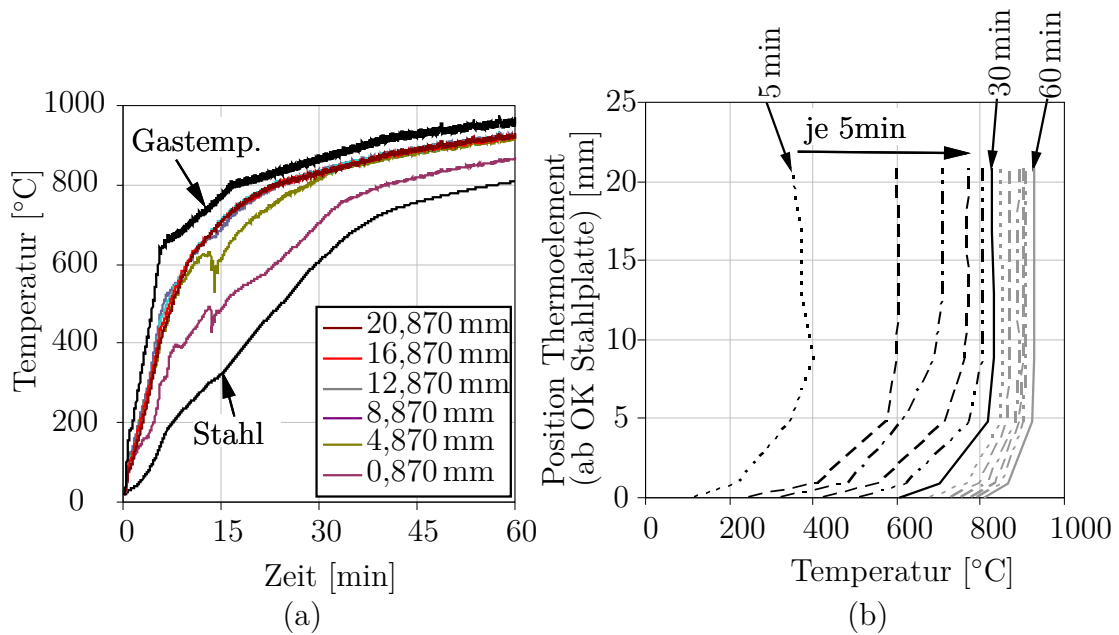 1000
800
600
400
200
0
Temperatur [°C]
Gastemp.
Stahl
20,870 mm
16,870 mm
12,870 mm
8,870 mm
4,870 mm
0,870 mm
0
15
30
45
60
Zeit [min]
(a)
5 min
30 min
60 min
25
20
15
10
5
0
Position Thermoelement
(ab OK Stahlplatte) [mm]
je 5min
0
200
400
600
800
1000
Temperatur [°C]
(b)